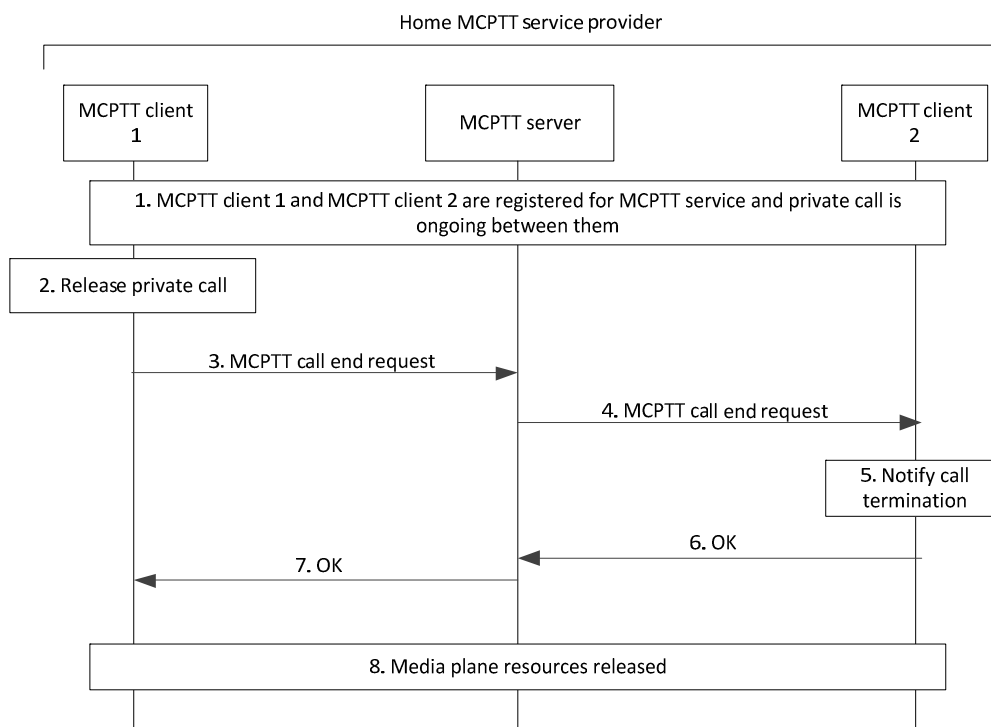 Home MCPTT service provider
MCPTT client
1
MCPTT server
MCPTT client
2
1. MCPTT client 1 and MCPTT client 2 are registered for MCPTT service and private call is
ongoing between them
2. Release private call
3. MCPTT call end request
4. MCPTT call end request
5. Notify call
termination
6. OK
7. OK
8. Media plane resources released